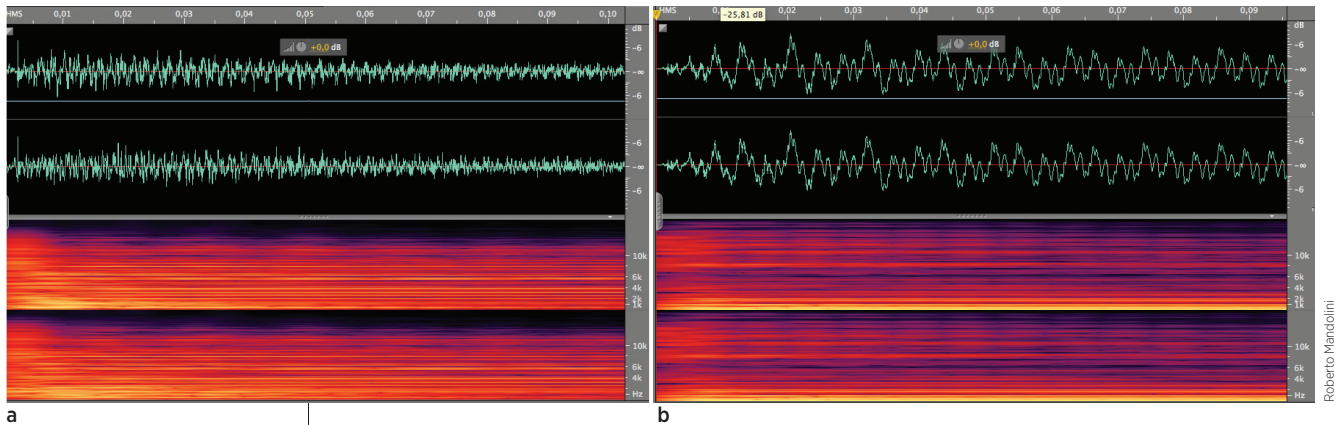 HMS 0,01 0,02 0,03 0,04 0,05 0,06 0,07 0,08 0,09 0,10
dB
+0,0 dB
-6
-∞
-6
-6
-∞
-6
10k
6k
4k
2k
1k
10k
6k
4k
Hz
a
HMS -25,81 dB 0,02 0,03 0,04 0,05 0,06 0,07 0,08 0,09
dB
+0,0 dB
-6
-∞
-6
-6
-∞
-6
10k
6k
4k
2k
1k
10k
6k
4k
Hz
b
Roberto Mandolini